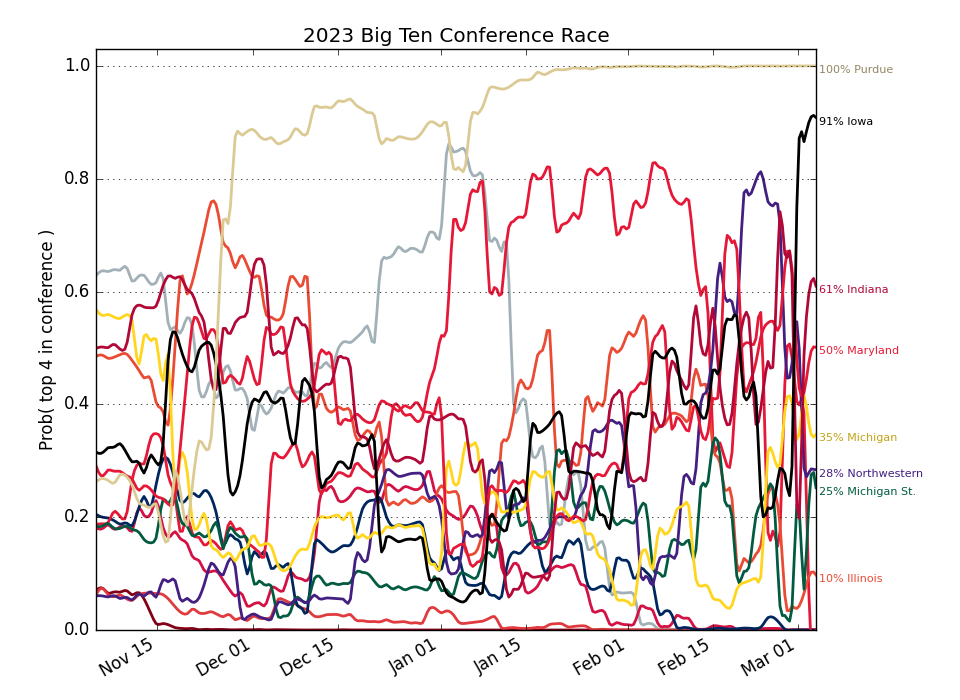 2023 Big Ten Conference Race
Prob( top 4 in conference )
1.0
0.8
0.6
0.4
0.2
0.0
100% Purdue
91% Iowa
61% Indiana
50% Maryland
35% Michigan
28% Northwestern
25% Michigan St.
10% Illinois
Nov 15
Dec 01
Dec 15
Jan 01
Jan 15
Feb 01
Feb 15
Mar 01